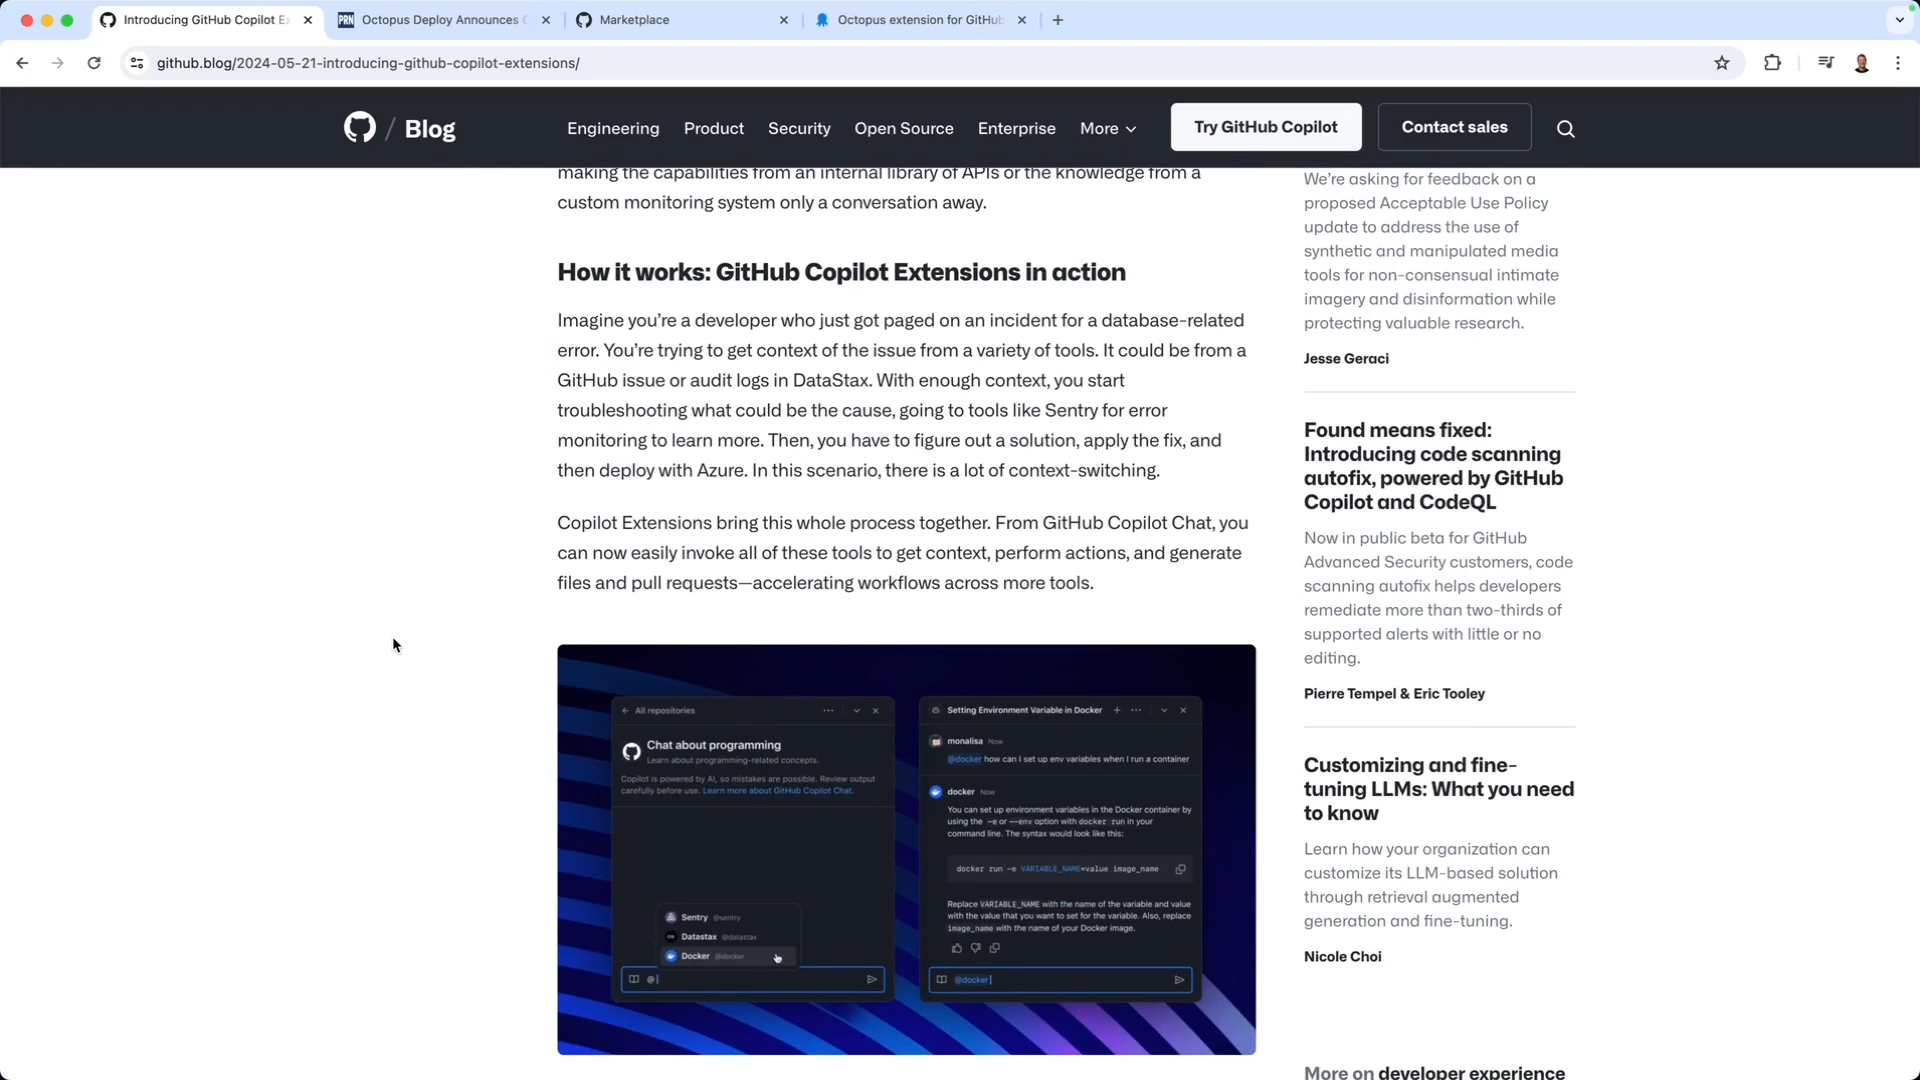 Introducing GitHub Copilot Ex
PRN Octopus Deploy Announces
Marketplace
Octopus extension for GitHub
github.blog/2024-05-21-introducing-github-copilot-extensions/
/ Blog
Engineering
Product
Security
Open Source
Enterprise
More
Try GitHub Copilot
Contact sales
making the capabilities from an internal library of APIs or the knowledge from a
custom monitoring system only a conversation away.
How it works: GitHub Copilot Extensions in action
Imagine you’re a developer who just got paged on an incident for a database-related
error. You’re trying to get context of the issue from a variety of tools. It could be from a
GitHub issue or audit logs in DataStax. With enough context, you start
troubleshooting what could be the cause, going to tools like Sentry for error
monitoring to learn more. Then, you have to figure out a solution, apply the fix, and
then deploy with Azure. In this scenario, there is a lot of context-switching.
Copilot Extensions bring this whole process together. From GitHub Copilot Chat, you
can now easily invoke all of these tools to get context, perform actions, and generate
files and pull requests—accelerating workflows across more tools.
All repositories
Chat about programming
Learn about programming-related concepts.
Copilot is powered by AI, so mistakes are possible. Review output
carefully before use. Learn more about GitHub Copilot Chat.
Sentry @sentry
Datastax @datastax
Docker @docker
@
Setting Environment Variable in Docker
monalisa Now
@docker how can I set up env variables when I run a container
docker Now
You can set up environment variables in the Docker container by
using the -e or --env option with docker run in your
command line. The syntax would look like this:
docker run -e VARIABLE_NAME=value image_name
Replace VARIABLE_NAME with the name of the variable and value
with the value that you want to set for the variable. Also, replace
image_name with the name of your Docker image.
@docker
We’re asking for feedback on a
proposed Acceptable Use Policy
update to address the use of
synthetic and manipulated media
tools for non-consensual intimate
imagery and disinformation while
protecting valuable research.
Jesse Geraci
Found means fixed:
Introducing code scanning
autofix, powered by GitHub
Copilot and CodeQL
Now in public beta for GitHub
Advanced Security customers, code
scanning autofix helps developers
remediate more than two-thirds of
supported alerts with little or no
editing.
Pierre Tempel & Eric Tooley
Customizing and fine-
tuning LLMs: What you need
to know
Learn how your organization can
customize its LLM-based solution
through retrieval augmented
generation and fine-tuning.
Nicole Choi
More on developer experience